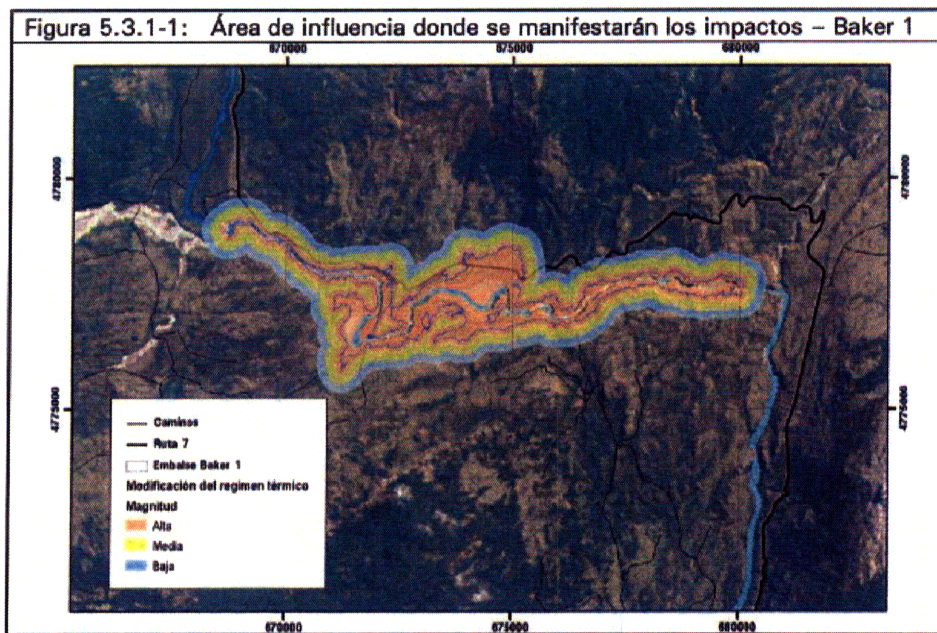 Figura 5.3.1-1: Área de influencia donde se manifestarán los impactos – Baker 1
670000 675000 680000
4780000 4780000
4775000 4775000
Caminos
Ruta 7
Embalse Baker 1
Modificación del regimen térmico
Magnitud
Alta
Media
Baja
670000 675000 680000